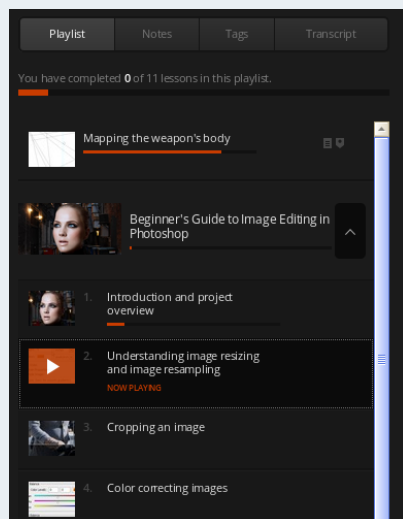 Playlist Notes Tags Transcript
You have completed 0 of 11 lessons in this playlist.
Mapping the weapon's body
Beginner's Guide to Image Editing in
Photoshop
1. Introduction and project
overview
2. Understanding image resizing
and image resampling
NOW PLAYING
3. Cropping an image
4. Color correcting images